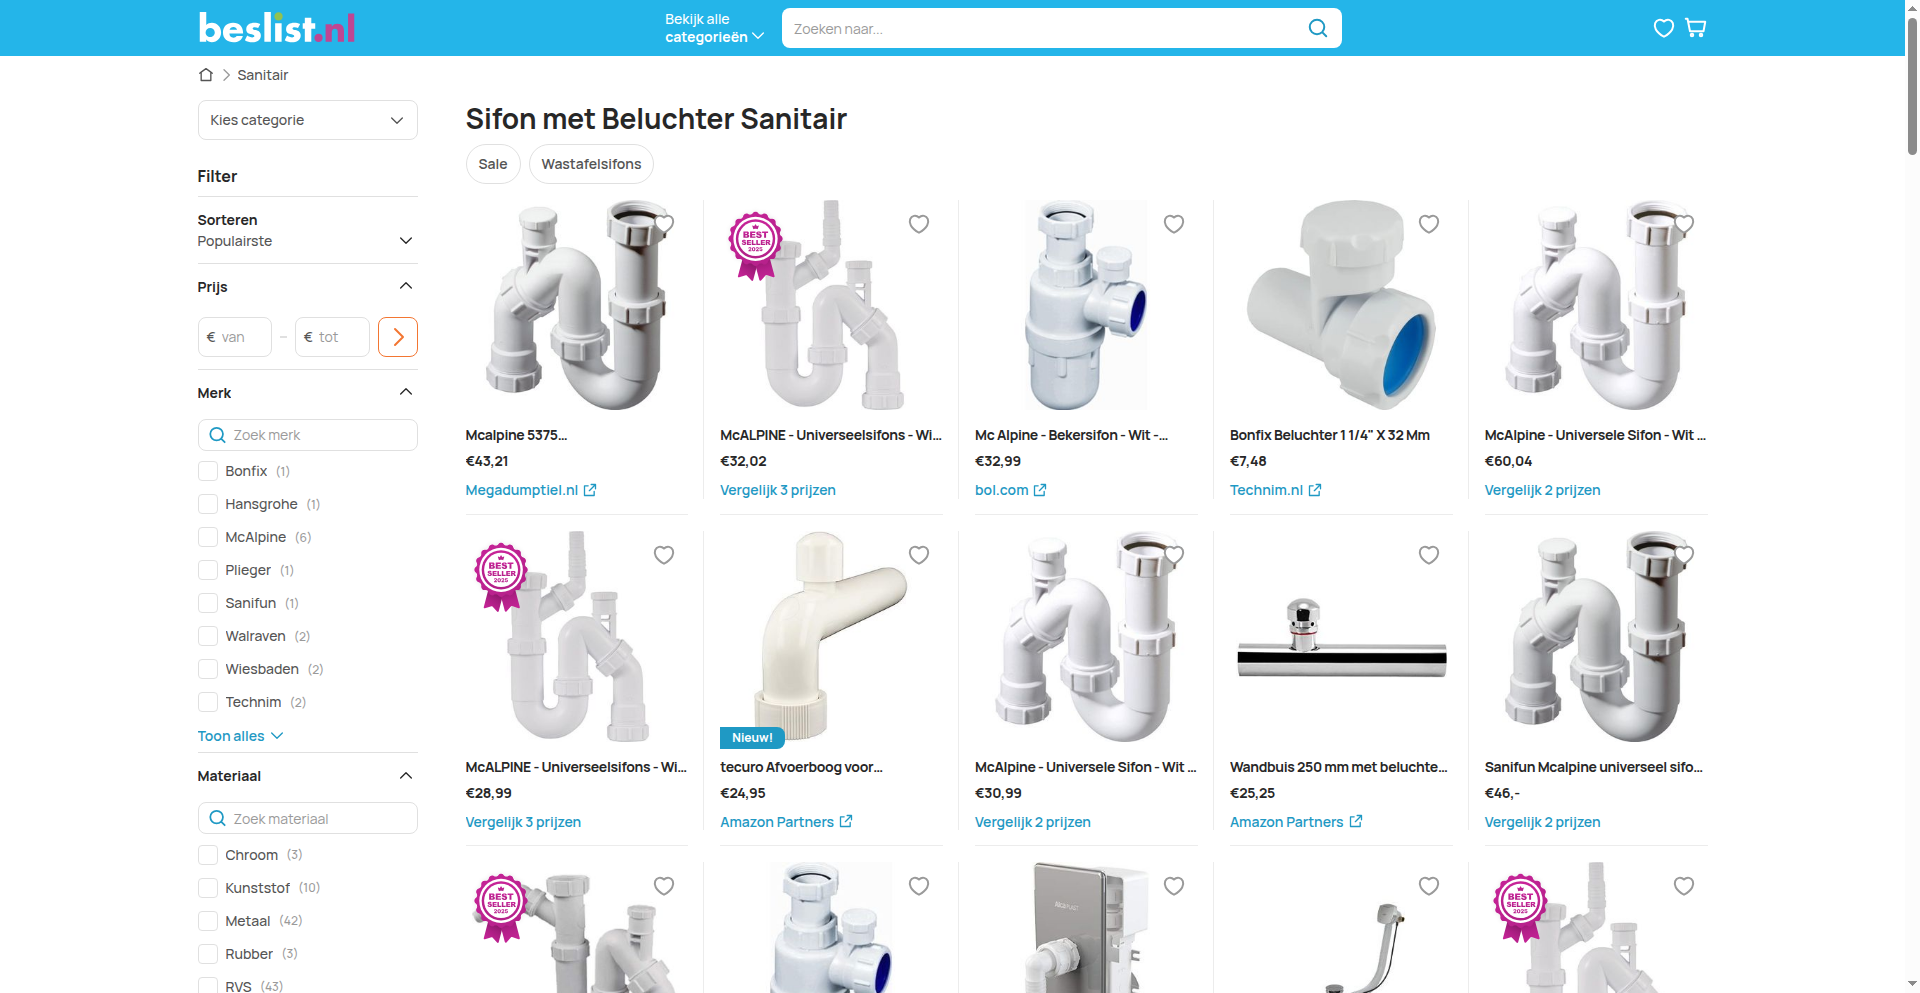 beslist.nl
Bekijk alle
categorieën
Zoeken naar...
Sanitair
Kies categorie
Filter
Sorteren
Populairste
Prijs
€ van – € tot
Merk
Zoek merk
Bonfix (1)
Hansgrohe (1)
McAlpine (6)
Plieger (1)
Sanifun (1)
Walraven (2)
Wiesbaden (2)
Technim (2)
Toon alles
Materiaal
Zoek materiaal
Chroom (3)
Kunststof (10)
Metaal (42)
Rubber (3)
RVS (43)
Sifon met Beluchter Sanitair
Sale
Wastafelsifons
BEST
SELLER
2025
Mcalpine 5375...
€43,21
Megadumptiel.nl
McALPINE - Universeelsifons - Wi...
€32,02
Vergelijk 3 prijzen
Mc Alpine - Bekersifon - Wit -...
€32,99
bol.com
Bonfix Beluchter 1 1/4" X 32 Mm
€7,48
Technim.nl
McAlpine - Universele Sifon - Wit ...
€60,04
Vergelijk 2 prijzen
BEST
SELLER
2025
Nieuw!
McALPINE - Universeelsifons - Wi...
€28,99
Vergelijk 3 prijzen
tecuro Afvoerboog voor...
€24,95
Amazon Partners
McAlpine - Universele Sifon - Wit ...
€30,99
Vergelijk 2 prijzen
Wandbuis 250 mm met beluchte...
€25,25
Amazon Partners
Sanifun Mcalpine universeel sifo...
€46,-
Vergelijk 2 prijzen
BEST
SELLER
2025
BEST
SELLER
2025